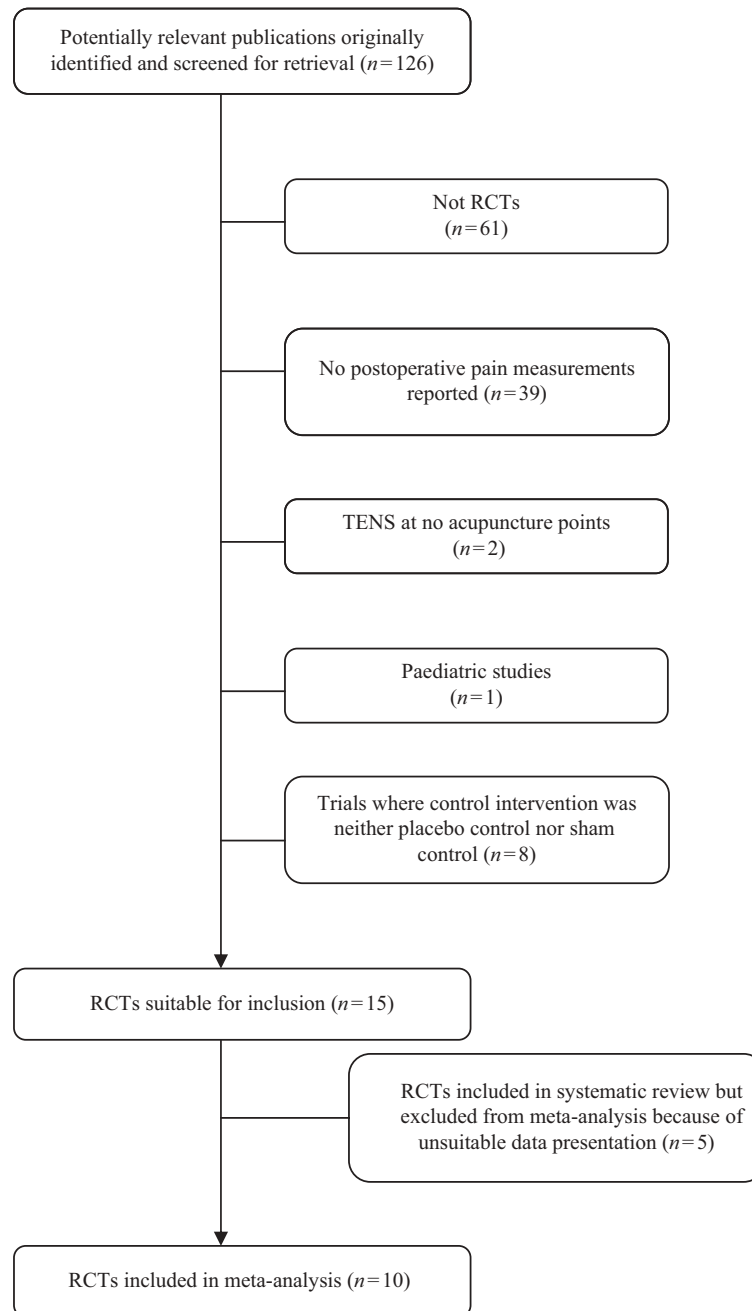 Potentially relevant publications originally
identified and screened for retrieval (n=126)
Not RCTs
(n=61)
No postoperative pain measurements
reported (n=39)
TENS at no acupuncture points
(n=2)
Paediatric studies
(n=1)
Trials where control intervention was
neither placebo control nor sham
control (n=8)
RCTs suitable for inclusion (n=15)
RCTs included in systematic review but
excluded from meta-analysis because of
unsuitable data presentation (n=5)
RCTs included in meta-analysis (n=10)